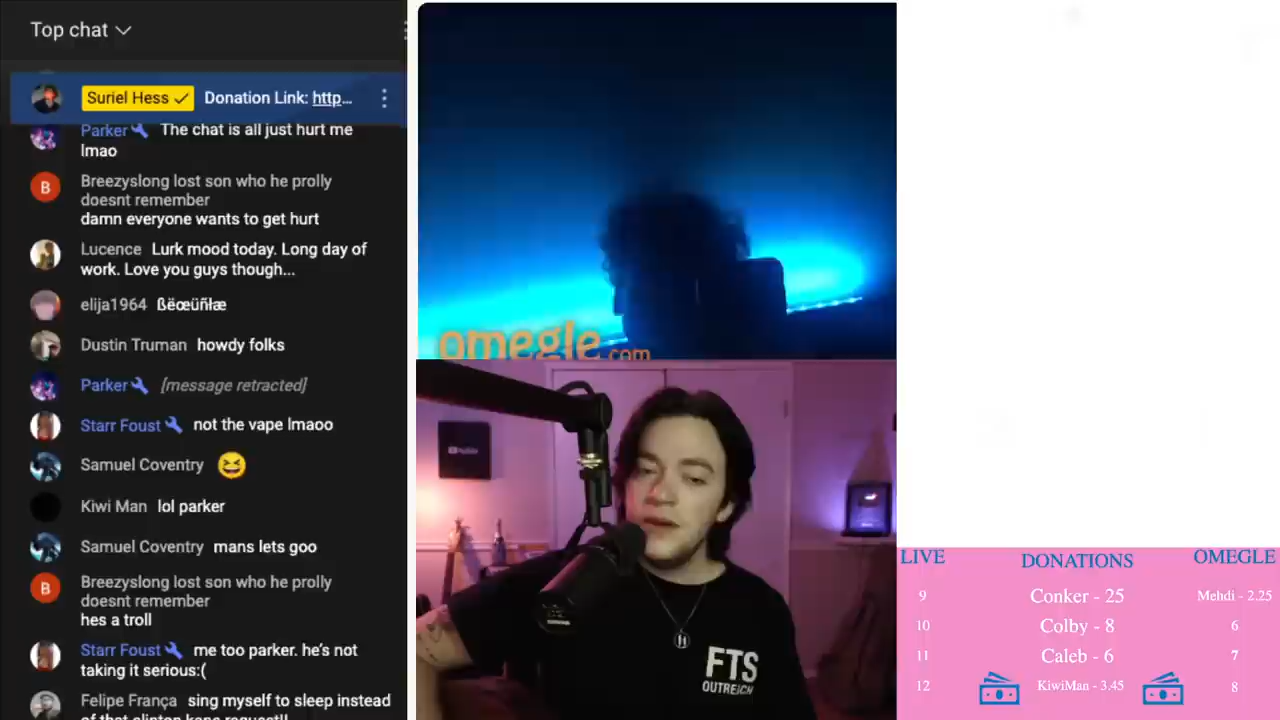 Top chat
Suriel Hess Donation Link: http...
Parker The chat is all just hurt me
lmao
Breezyslong lost son who he prolly
doesnt remember
damn everyone wants to get hurt
Lucence Lurk mood today. Long day of
work. Love you guys though...
elija1964 ßëœüñłæ
Dustin Truman howdy folks
Parker [message retracted]
Starr Foust not the vape lmaoo
Samuel Coventry
Kiwi Man lol parker
Samuel Coventry mans lets goo
Breezyslong lost son who he prolly
doesnt remember
hes a troll
Starr Foust me too parker. he's not
taking it serious:(
Felipe França sing myself to sleep instead
of that clinton kane request!!
omegle.com
YouTube
FTS
OUTREACH
LIVE DONATIONS OMEGLE
9 Conker - 25 Mehdi - 2.25
10 Colby - 8 6
11 Caleb - 6 7
12 KiwiMan - 3.45 8